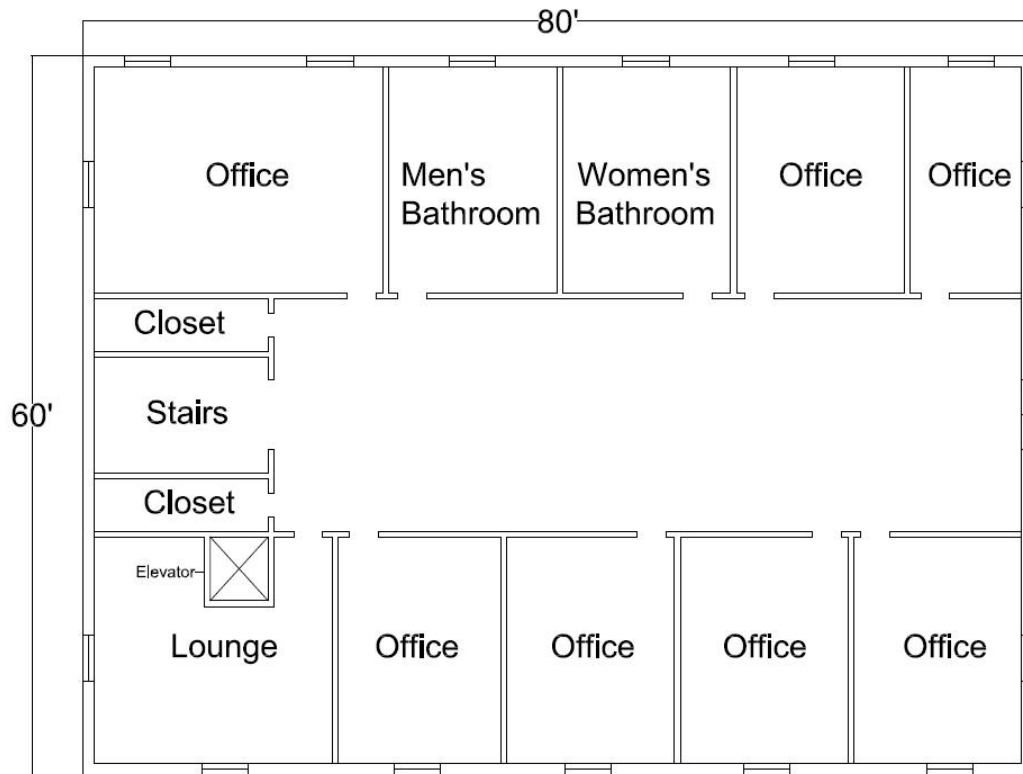 80'
Office
Men's
Bathroom
Women's
Bathroom
Office
Office
Closet
Stairs
60'
Closet
Elevator
Lounge
Office
Office
Office
Office